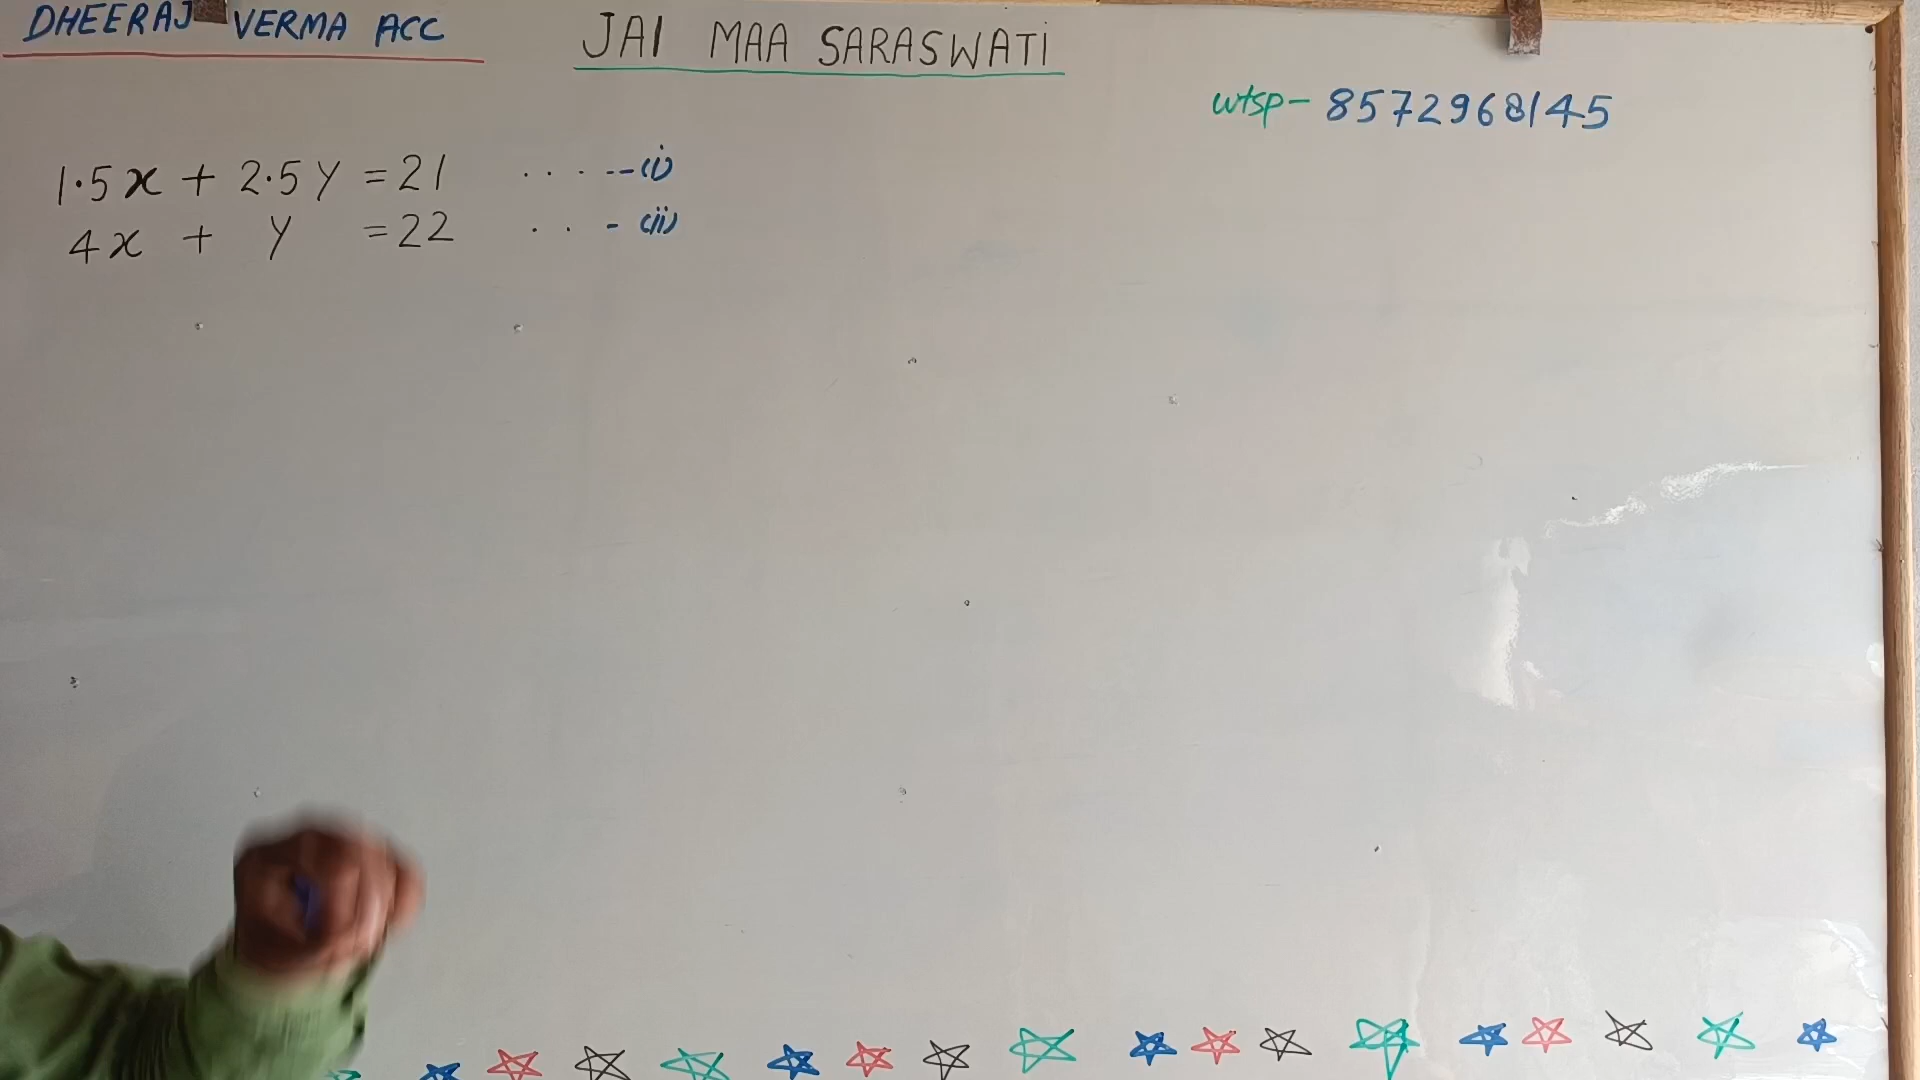 DHEERAJ VERMA ACC
JAI MAA SARASWATI
wtsp- 8572968145
1.5x + 2.5y = 21 .... --(i)
4x + y = 22 .. - (ii)